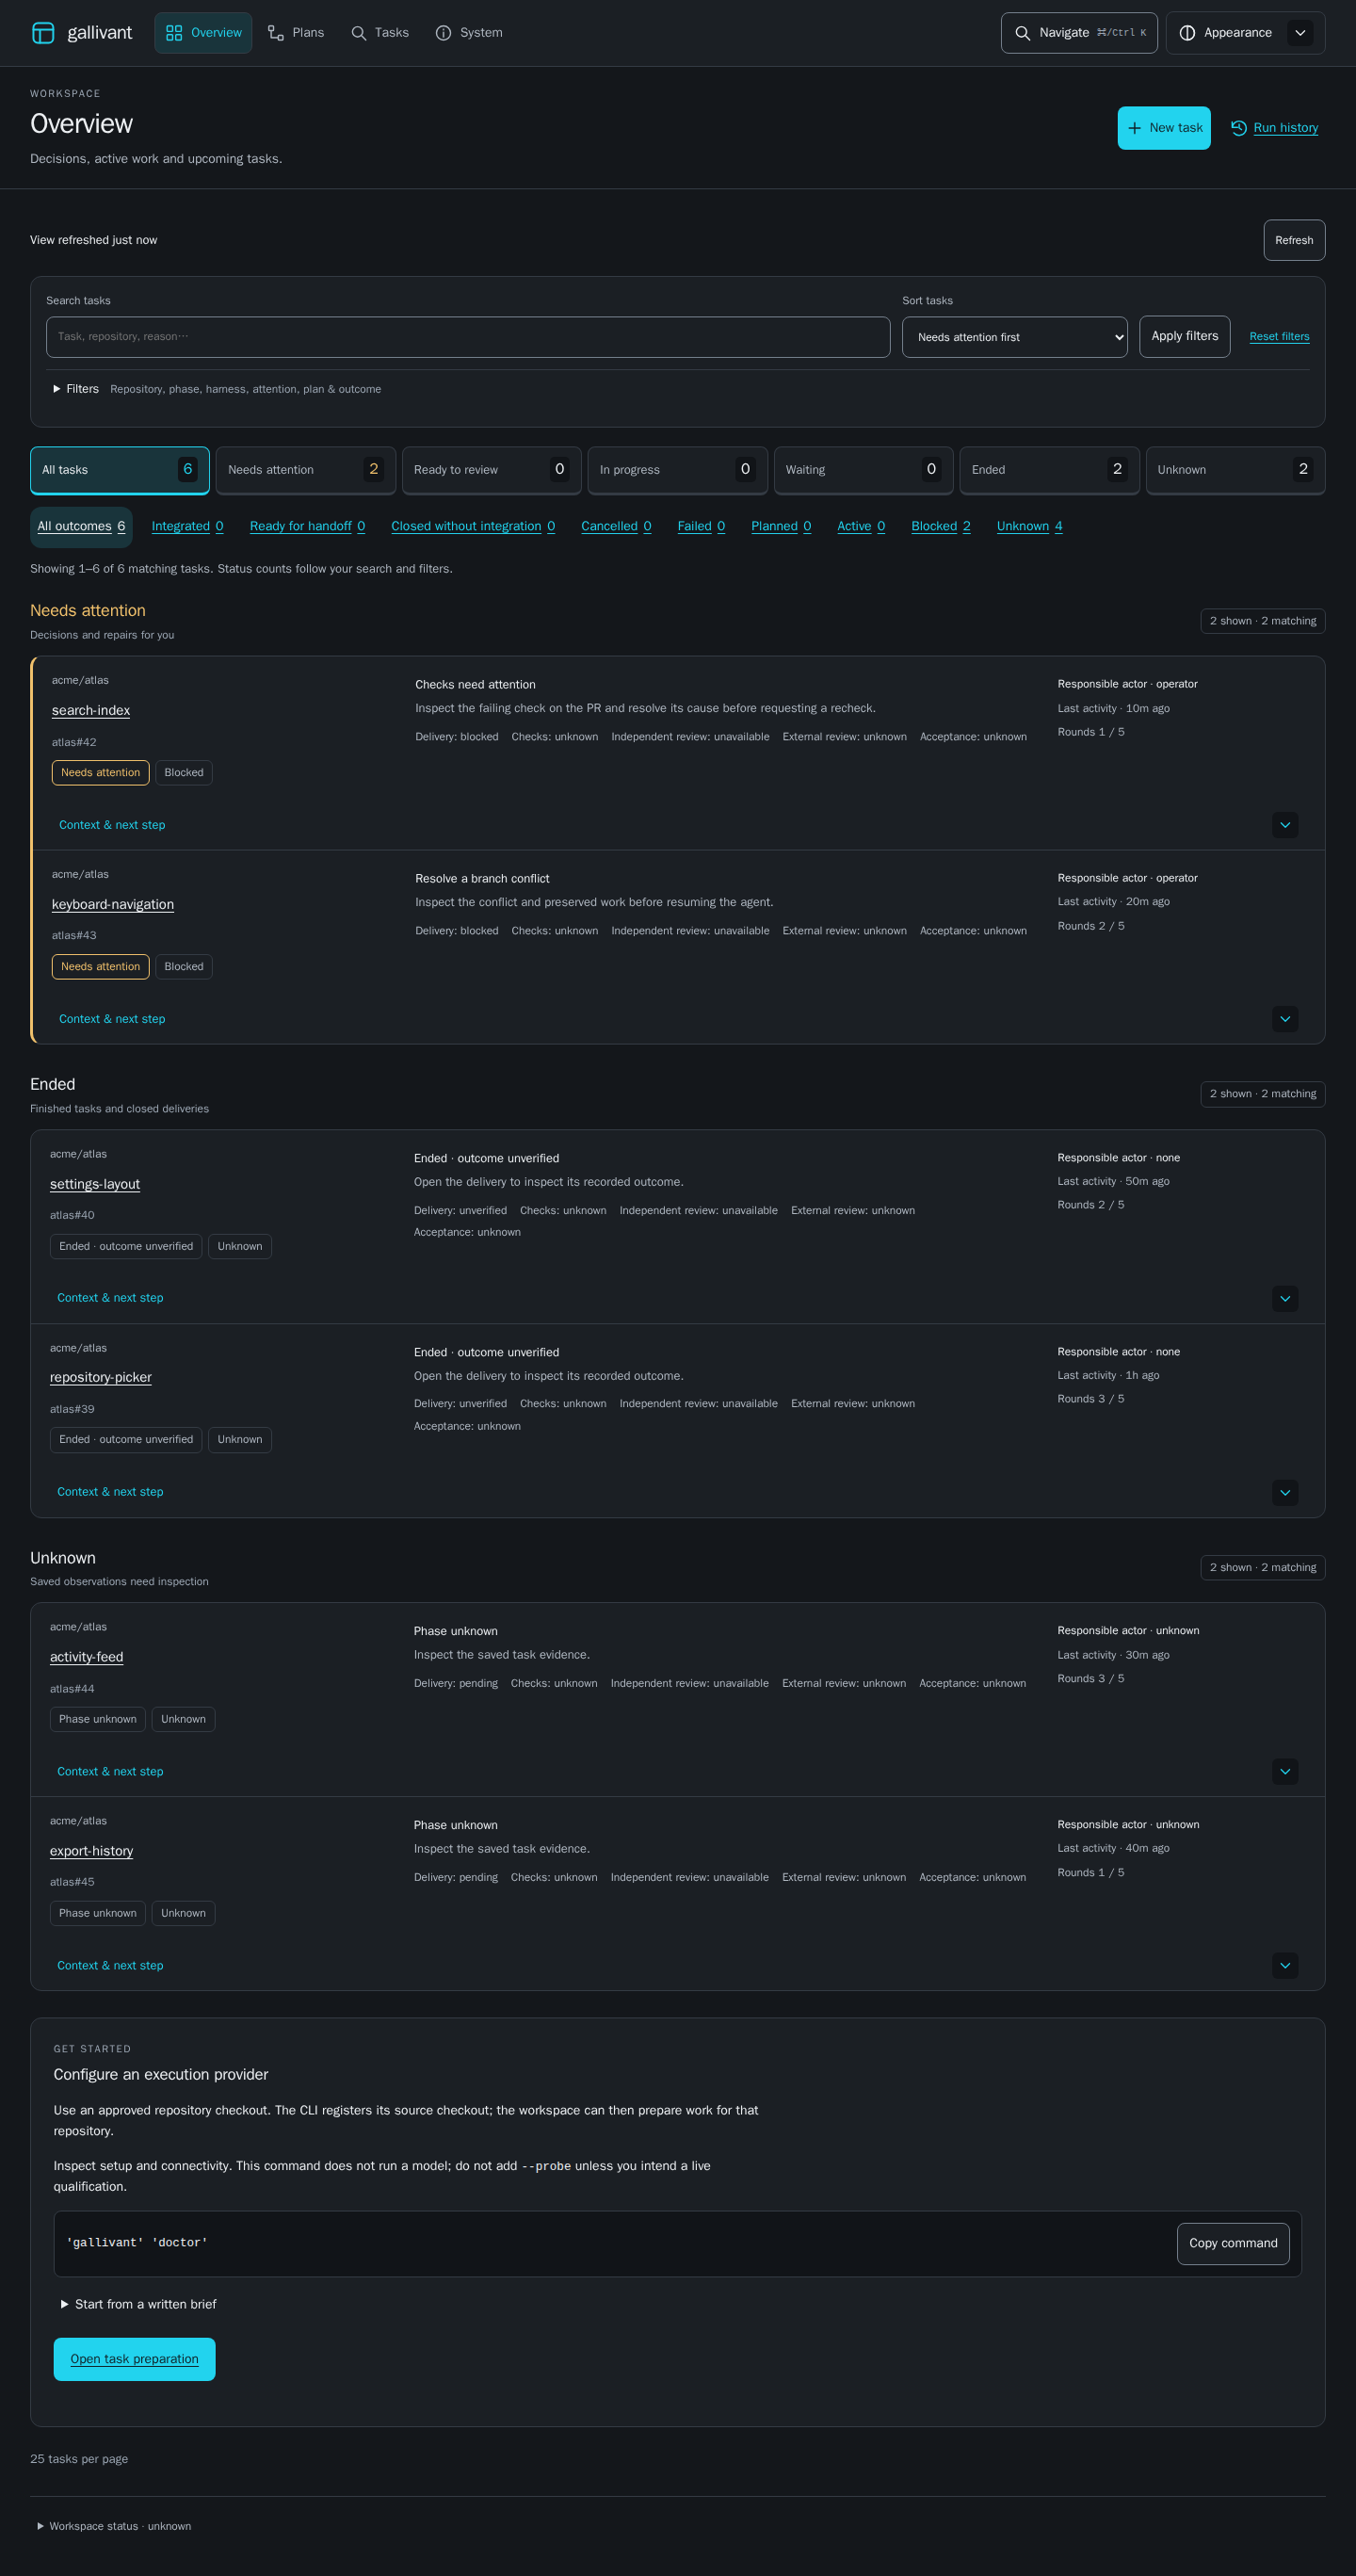 gallivant
Overview
Plans
Tasks
System
Navigate ⌘/Ctrl K
Appearance
WORKSPACE
Overview
Decisions, active work and upcoming tasks.
New task
Run history
View refreshed just now
Refresh
Search tasks
Sort tasks
Task, repository, reason…
Needs attention first
Apply filters
Reset filters
Filters Repository, phase, harness, attention, plan & outcome
All tasks 6
Needs attention 2
Ready to review 0
In progress 0
Waiting 0
Ended 2
Unknown 2
All outcomes 6 Integrated 0 Ready for handoff 0 Closed without integration 0 Cancelled 0 Failed 0 Planned 0 Active 0 Blocked 2 Unknown 4
Showing 1–6 of 6 matching tasks. Status counts follow your search and filters.
Needs attention
Decisions and repairs for you
2 shown · 2 matching
acme/atlas
search-index
atlas#42
Needs attention Blocked
Checks need attention
Inspect the failing check on the PR and resolve its cause before requesting a recheck.
Delivery: blocked Checks: unknown Independent review: unavailable External review: unknown Acceptance: unknown
Responsible actor · operator
Last activity · 10m ago
Rounds 1 / 5
Context & next step
acme/atlas
keyboard-navigation
atlas#43
Needs attention Blocked
Resolve a branch conflict
Inspect the conflict and preserved work before resuming the agent.
Delivery: blocked Checks: unknown Independent review: unavailable External review: unknown Acceptance: unknown
Responsible actor · operator
Last activity · 20m ago
Rounds 2 / 5
Context & next step
Ended
Finished tasks and closed deliveries
2 shown · 2 matching
acme/atlas
settings-layout
atlas#40
Ended · outcome unverified Unknown
Ended · outcome unverified
Open the delivery to inspect its recorded outcome.
Delivery: unverified Checks: unknown Independent review: unavailable External review: unknown
Acceptance: unknown
Responsible actor · none
Last activity · 50m ago
Rounds 2 / 5
Context & next step
acme/atlas
repository-picker
atlas#39
Ended · outcome unverified Unknown
Ended · outcome unverified
Open the delivery to inspect its recorded outcome.
Delivery: unverified Checks: unknown Independent review: unavailable External review: unknown
Acceptance: unknown
Responsible actor · none
Last activity · 1h ago
Rounds 3 / 5
Context & next step
Unknown
Saved observations need inspection
2 shown · 2 matching
acme/atlas
activity-feed
atlas#44
Phase unknown Unknown
Phase unknown
Inspect the saved task evidence.
Delivery: pending Checks: unknown Independent review: unavailable External review: unknown Acceptance: unknown
Responsible actor · unknown
Last activity · 30m ago
Rounds 3 / 5
Context & next step
acme/atlas
export-history
atlas#45
Phase unknown Unknown
Phase unknown
Inspect the saved task evidence.
Delivery: pending Checks: unknown Independent review: unavailable External review: unknown Acceptance: unknown
Responsible actor · unknown
Last activity · 40m ago
Rounds 1 / 5
Context & next step
GET STARTED
Configure an execution provider
Use an approved repository checkout. The CLI registers its source checkout; the workspace can then prepare work for that
repository.
Inspect setup and connectivity. This command does not run a model; do not add --probe unless you intend a live
qualification.
'gallivant' 'doctor'
Copy command
Start from a written brief
Open task preparation
25 tasks per page
Workspace status · unknown